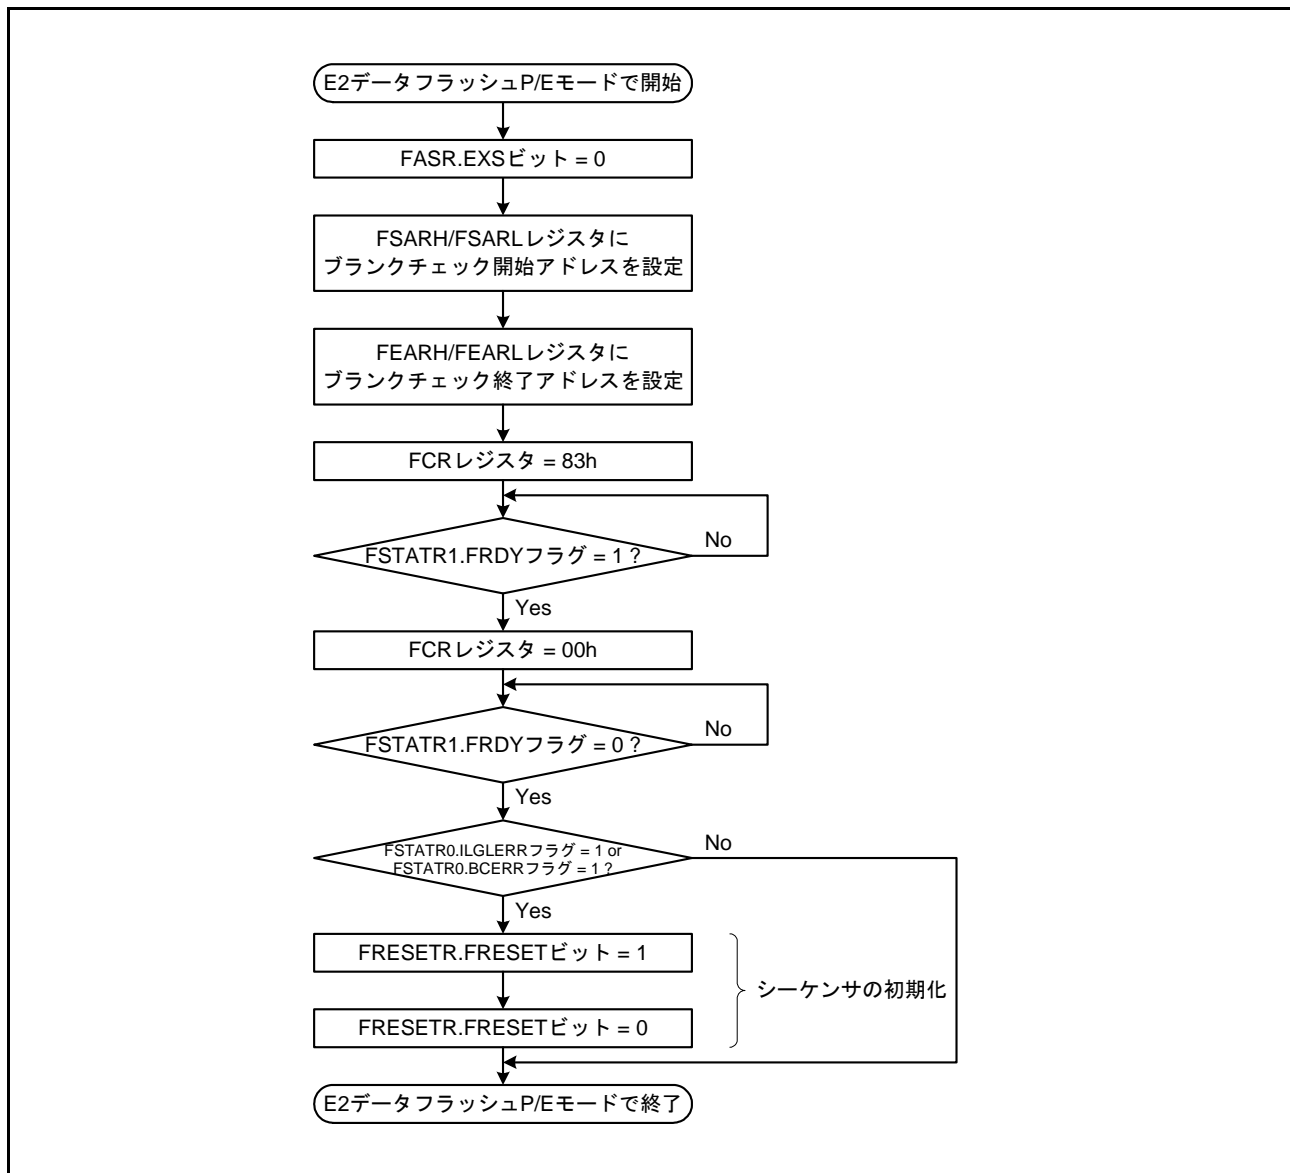 E2データフラッシュP/Eモードで開始
FASR.EXSビット = 0
FSARH/FSARLレジスタに
ブランクチェック開始アドレスを設定
FEARH/FEARLレジスタに
ブランクチェック終了アドレスを設定
FCRレジスタ = 83h
FSTATR1.FRDYフラグ = 1 ?
No
Yes
FCRレジスタ = 00h
FSTATR1.FRDYフラグ = 0 ?
No
Yes
FSTATR0.ILGLERRフラグ = 1 or
FSTATR0.BCERRフラグ = 1 ?
No
Yes
FRESETR.FRESETビット = 1
シーケンサの初期化
FRESETR.FRESETビット = 0
E2データフラッシュP/Eモードで終了